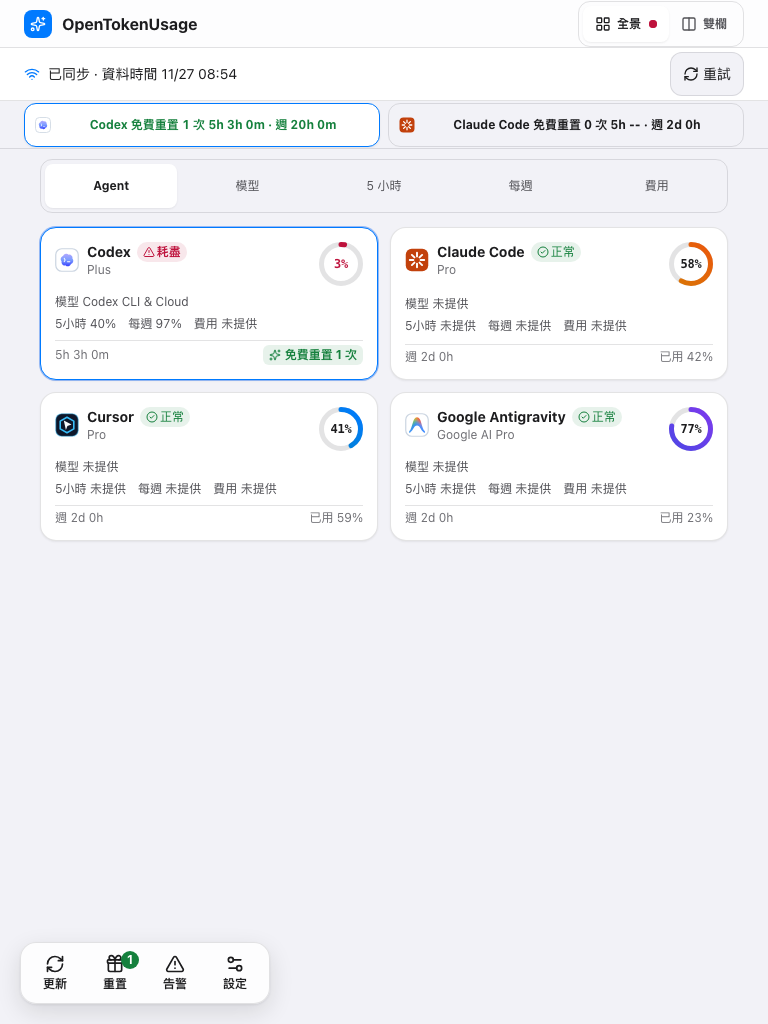 OpenTokenUsage
全景
雙欄
已同步 · 資料時間 11/27 08:54
重試
Codex 免費重置 1 次 5h 3h 0m · 週 20h 0m
Claude Code 免費重置 0 次 5h -- · 週 2d 0h
Agent
模型
5 小時
每週
費用
Codex 耗盡
Plus
3%
模型 Codex CLI & Cloud
5小時 40% 每週 97% 費用 未提供
5h 3h 0m
免費重置 1 次
Claude Code 正常
Pro
58%
模型 未提供
5小時 未提供 每週 未提供 費用 未提供
週 2d 0h
已用 42%
Cursor 正常
Pro
41%
模型 未提供
5小時 未提供 每週 未提供 費用 未提供
週 2d 0h
已用 59%
Google Antigravity 正常
Google AI Pro
77%
模型 未提供
5小時 未提供 每週 未提供 費用 未提供
週 2d 0h
已用 23%
更新
重置
1
告警
設定